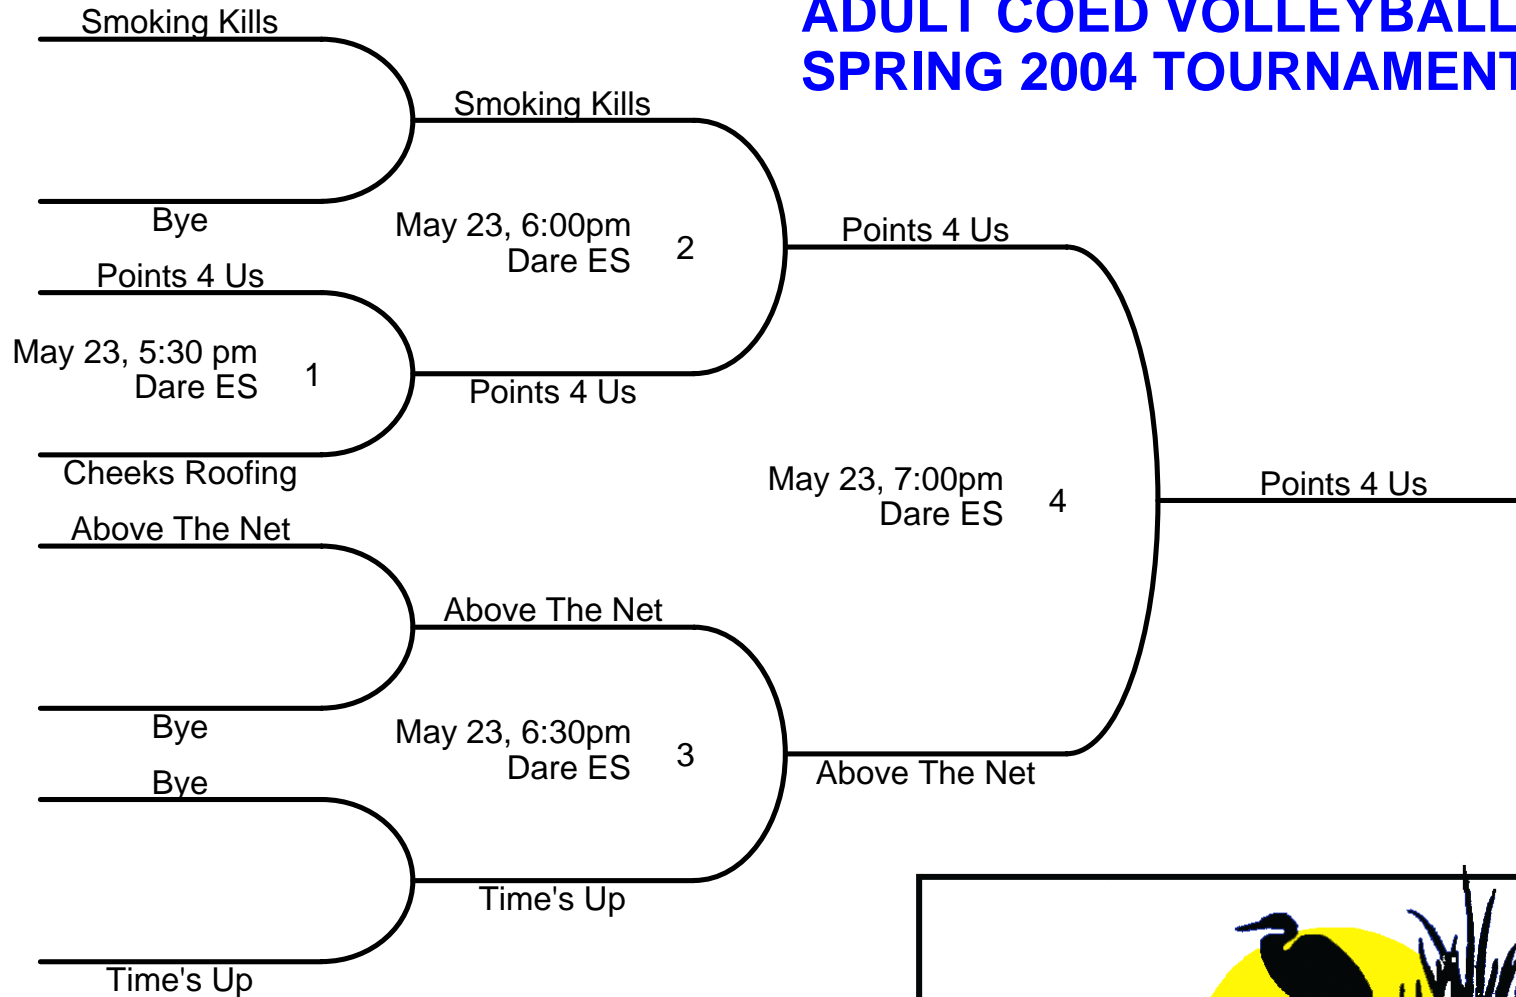 ADULT COED VOLLEYBALL
SPRING 2004 TOURNAMENT
Smoking Kills
Smoking Kills
Bye
May 23, 6:00pm
Dare ES
2
Points 4 Us
Points 4 Us
May 23, 5:30 pm
Dare ES
1
Points 4 Us
Cheeks Roofing
May 23, 7:00pm
Dare ES
4
Points 4 Us
Above The Net
Above The Net
Bye
May 23, 6:30pm
Dare ES
3
Above The Net
Bye
Time's Up
Time's Up